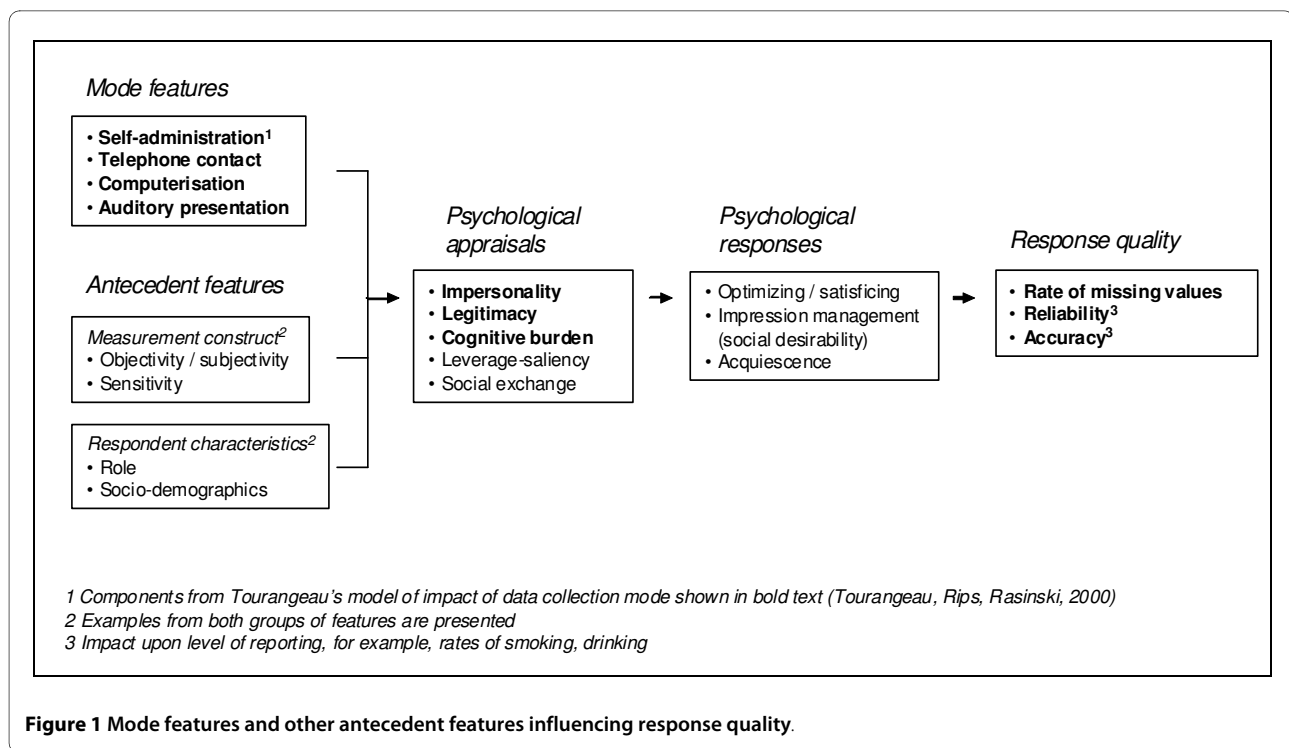 Mode features
• Self-administration¹
• Telephone contact
• Computerisation
• Auditory presentation
Antecedent features
Measurement construct²
• Objectivity / subjectivity
• Sensitivity
Respondent characteristics²
• Role
• Socio-demographics
Psychological
appraisals
• Impersonality
• Legitimacy
• Cognitive burden
• Leverage-saliency
• Social exchange
Psychological
responses
• Optimizing / satisficing
• Impression management
(social desirability)
• Acquiescence
Response quality
• Rate of missing values
• Reliability³
• Accuracy³
1 Components from Tourangeau's model of impact of data collection mode shown in bold text (Tourangeau, Rips, Rasinski, 2000)
2 Examples from both groups of features are presented
3 Impact upon level of reporting, for example, rates of smoking, drinking
Figure 1 Mode features and other antecedent features influencing response quality.